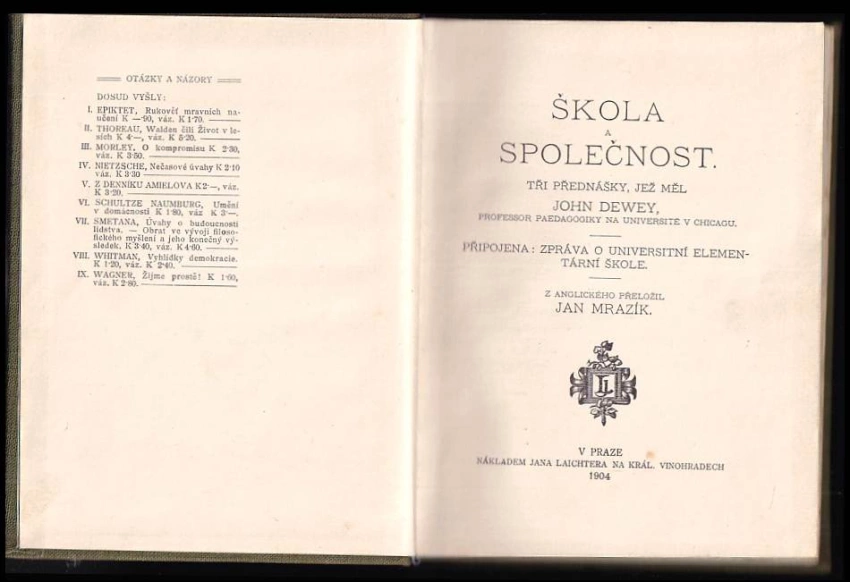 OTÁZKY A NÁZORY
DOSUD VYŠLY:
I. EPIKTET, Rukověť mravních na-
učení K —·90, váz. K 1·70.
II. THOREAU, Walden čili Život v le-
sích K 4·—, váz. K 5·20.
III. MORLEY, O kompromisu K 2·30,
váz. K 3·50.
IV. NIETZSCHE, Nečasové úvahy K 2·10
váz. K 3·30
V. Z DENNIKU AMIELOVA K 2·—, váz.
K 3·20.
VI. SCHULTZE NAUMBURG, Umění
v domácnosti K 1·80, váz K 3·—.
VII. SMETANA, Úvahy o budoucnosti
lidstva. — Obrat ve vývoji filoso-
fického myšlení a jeho konečný vý-
sledek, K 3·40, váz. K 4·60.
VIII. WHITMAN, Vyhlídky demokracie.
K 1·20, váz. K 2·40.
IX. WAGNER, Žijme prostě! K 1·60,
váz. K 2·80.
ŠKOLA
A
SPOLEČNOST.
TŘI PŘEDNÁŠKY, JEŽ MĚL
JOHN DEWEY,
PROFESSOR PAEDAGOGIKY NA UNIVERSITĚ V CHICAGU.
PŘIPOJENA: ZPRÁVA O UNIVERSITNÍ ELEMEN-
TÁRNÍ ŠKOLE.
Z ANGLICKÉHO PŘELOŽIL
JAN MRAZÍK.
V PRAZE
NÁKLADEM JANA LAICHTERA NA KRÁL. VINOHRADECH
1904